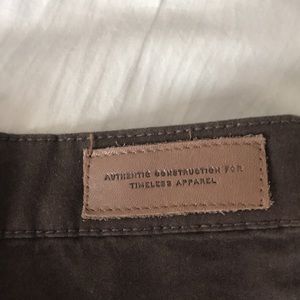 AUTHENTIC CONSTRUCTION FOR
TIMELESS APPAREL